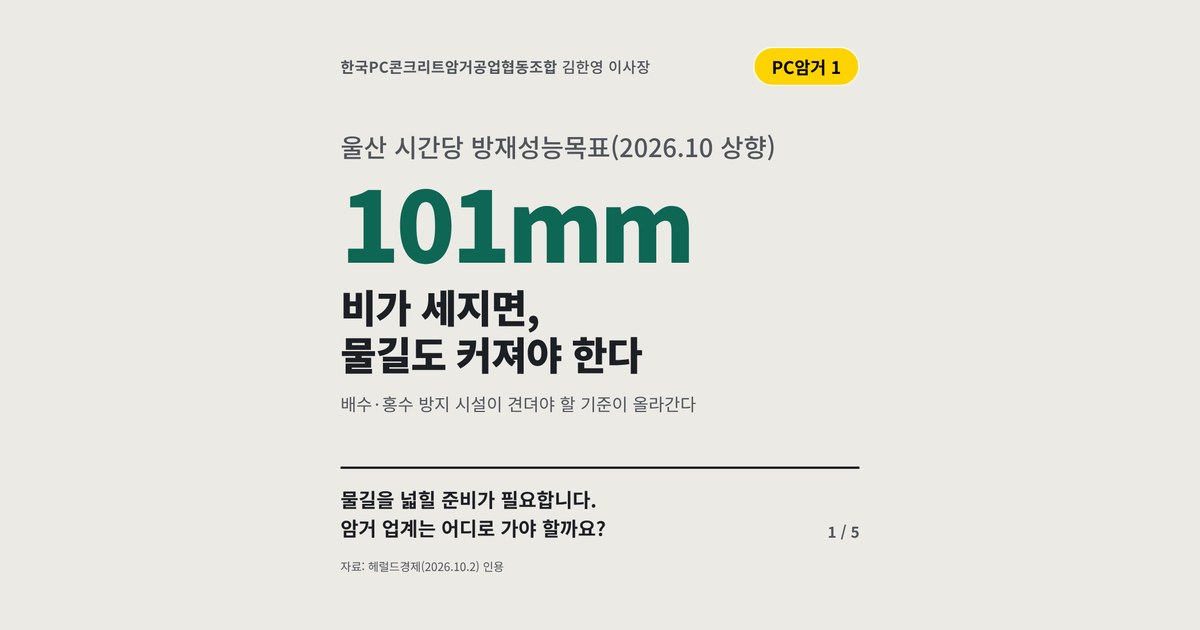 한국PC콘크리트암거공업협동조합 김한영 이사장
PC암거 1
울산 시간당 방재성능목표(2026.10 상향)
101mm
비가 세지면,
물길도 커져야 한다
배수·홍수 방지 시설이 견뎌야 할 기준이 올라간다
물길을 넓힐 준비가 필요합니다.
암거 업계는 어디로 가야 할까요?
1 / 5
자료: 헤럴드경제(2026.10.2) 인용